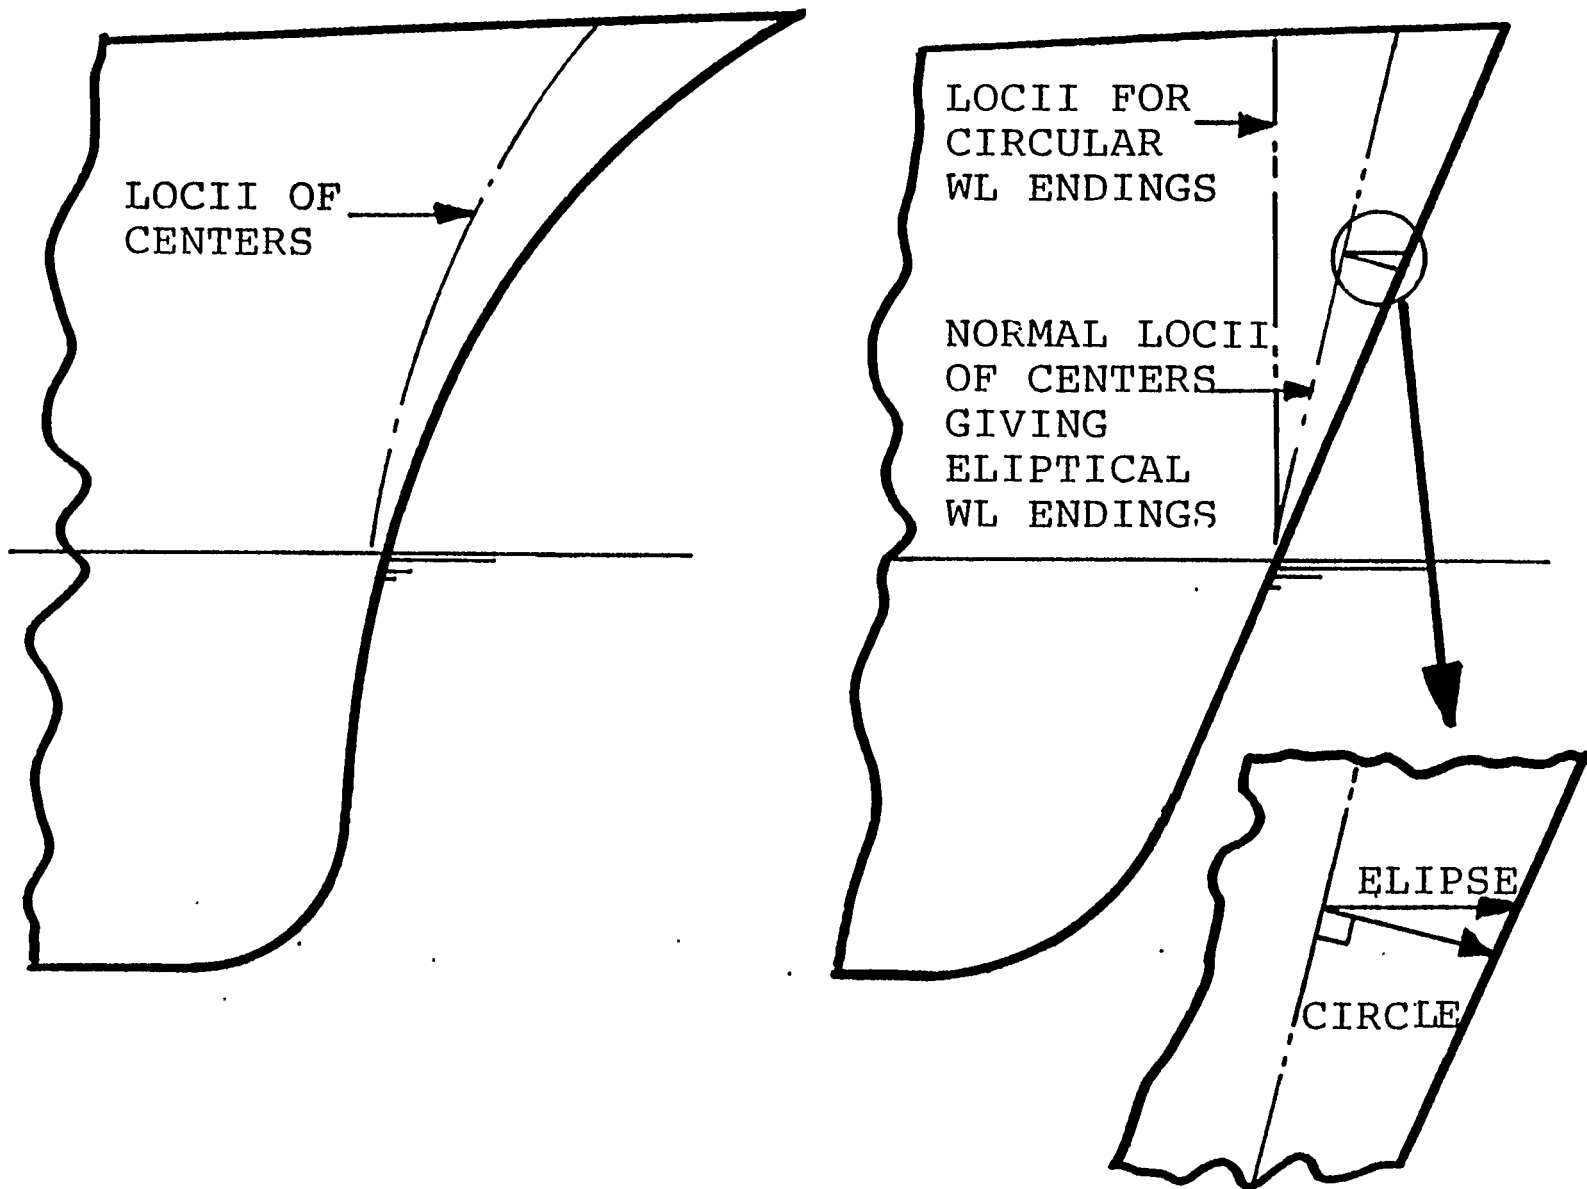 LOCII OF
CENTERS
LOCII FOR
CIRCULAR
WL ENDINGS
NORMAL LOCII
OF CENTERS
GIVING
ELIPTICAL
WL ENDINGS
ELIPSE
CIRCLE